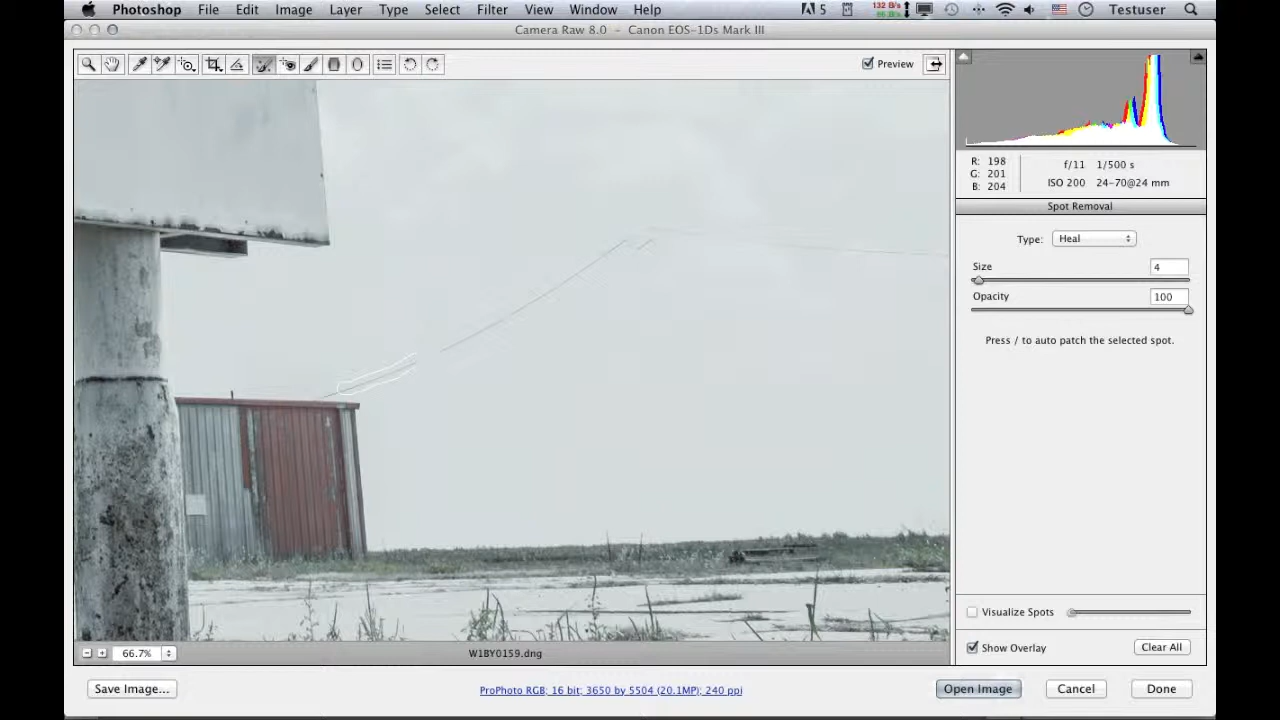 Photoshop File Edit Image Layer Type Select Filter View Window Help 5 132 B/s Testuser
Camera Raw 8.0 - Canon EOS-1Ds Mark III
Preview
R: 198
G: 201
B: 204
f/11 1/500 s
ISO 200 24-70@24 mm
Spot Removal
Type: Heal
Size 4
Opacity 100
Press / to auto patch the selected spot.
Visualize Spots
Show Overlay Clear All
66.7% W1BY0159.dng
Save Image... ProPhoto RGB; 16 bit; 3650 by 5504 (20.1MP); 240 ppi Open Image Cancel Done